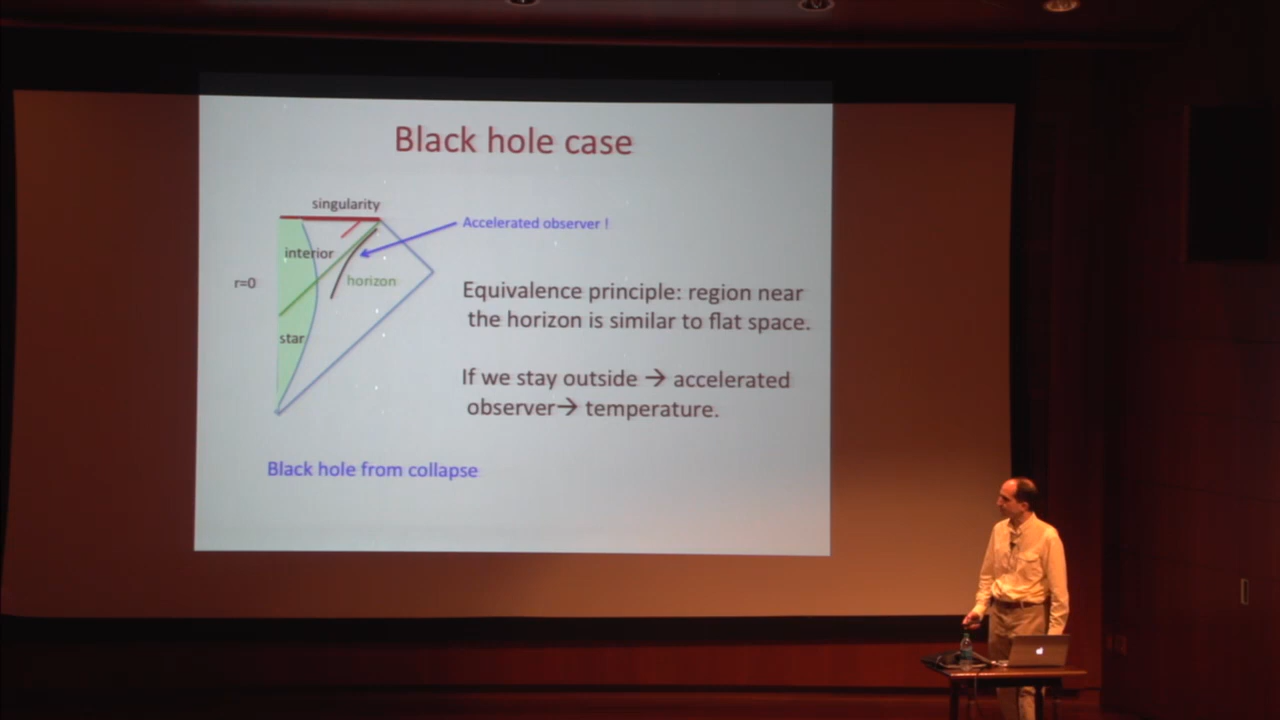 Black hole case
singularity
Accelerated observer !
interior
r=0
horizon
Equivalence principle: region near
the horizon is similar to flat space.
star
If we stay outside → accelerated
observer→ temperature.
Black hole from collapse